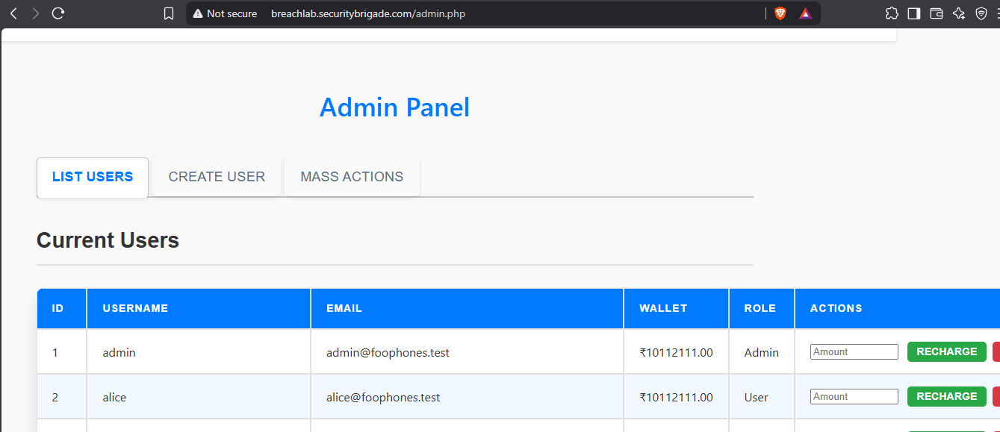 Not secure breachlab.securitybrigade.com/admin.php
Admin Panel
LIST USERS CREATE USER MASS ACTIONS
Current Users
ID USERNAME EMAIL WALLET ROLE ACTIONS
1 admin admin@foophones.test ₹10112111.00 Admin Amount RECHARGE
2 alice alice@foophones.test ₹10112111.00 User Amount RECHARGE